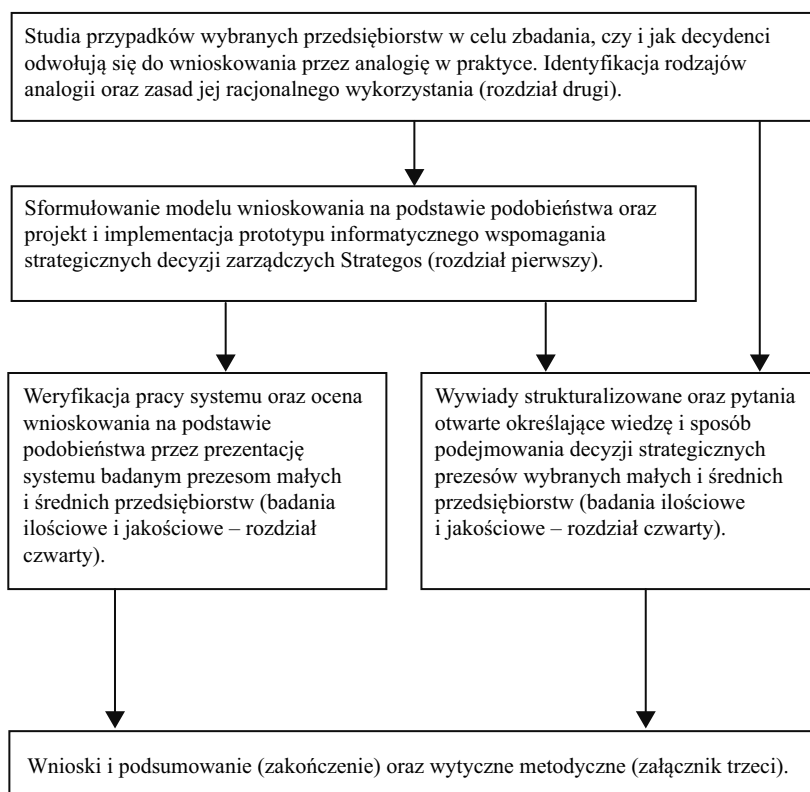 Studia przypadków wybranych przedsiębiorstw w celu zbadania, czy i jak decydenci
odwołują się do wnioskowania przez analogię w praktyce. Identyfikacja rodzajów
analogii oraz zasad jej racjonalnego wykorzystania (rozdział drugi).
Sformułowanie modelu wnioskowania na podstawie podobieństwa oraz
projekt i implementacja prototypu informatycznego wspomagania
strategicznych decyzji zarządczych Strategos (rozdział pierwszy).
Weryfikacja pracy systemu oraz ocena
wnioskowania na podstawie
podobieństwa przez prezentację
systemu badanym prezesom małych
i średnich przedsiębiorstw (badania
ilościowe i jakościowe – rozdział
czwarty).
Wywiady strukturalizowane oraz pytania
otwarte określające wiedzę i sposób
podejmowania decyzji strategicznych
prezesów wybranych małych i średnich
przedsiębiorstw (badania ilościowe
i jakościowe – rozdział czwarty).
Wnioski i podsumowanie (zakończenie) oraz wytyczne metodyczne (załącznik trzeci).